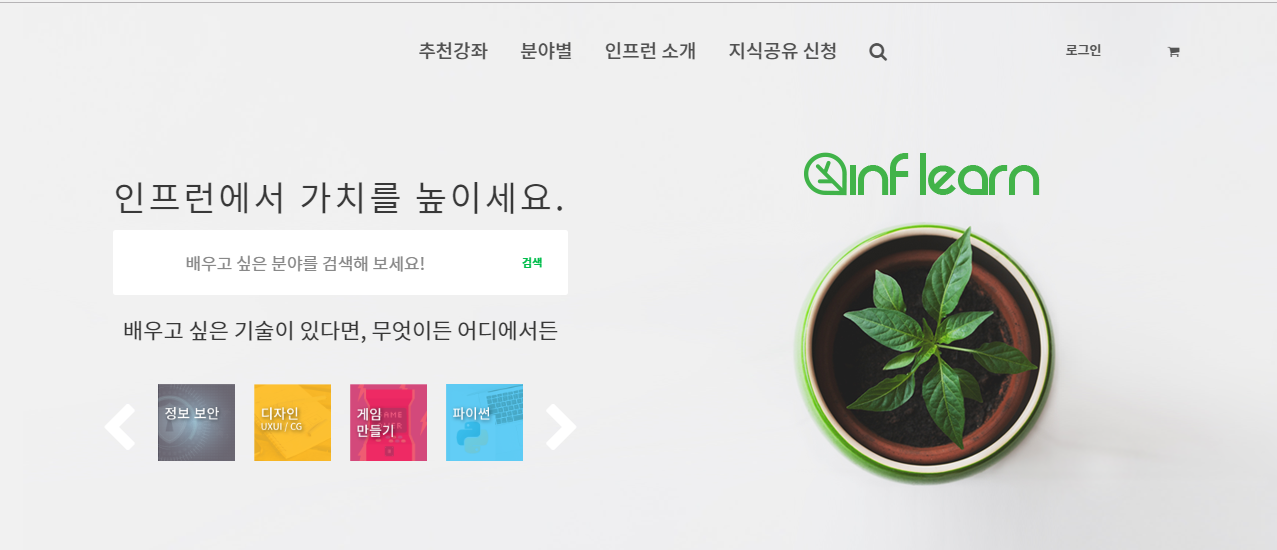 추천강좌 분야별 인프런 소개 지식공유 신청 로그인
inflearn
인프런에서 가치를 높이세요.
배우고 싶은 분야를 검색해 보세요! 검색
배우고 싶은 기술이 있다면, 무엇이든 어디에서든
정보 보안
디자인
UXUI / CG
게임
만들기
파이썬